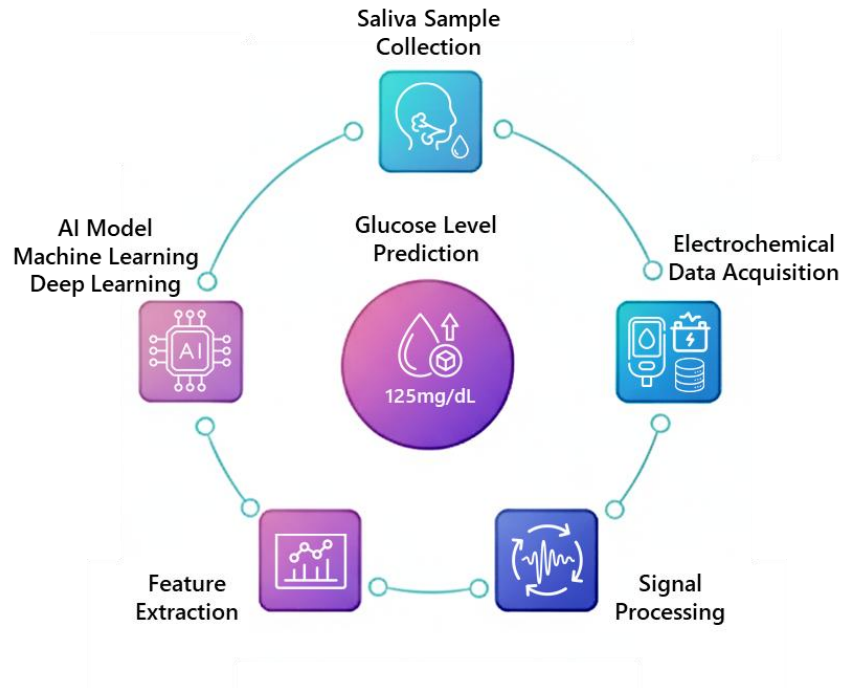 Saliva Sample
Collection
Electrochemical
Data Acquisition
Signal
Processing
Feature
Extraction
AI Model
Machine Learning
Deep Learning
AI
Glucose Level
Prediction
125mg/dL